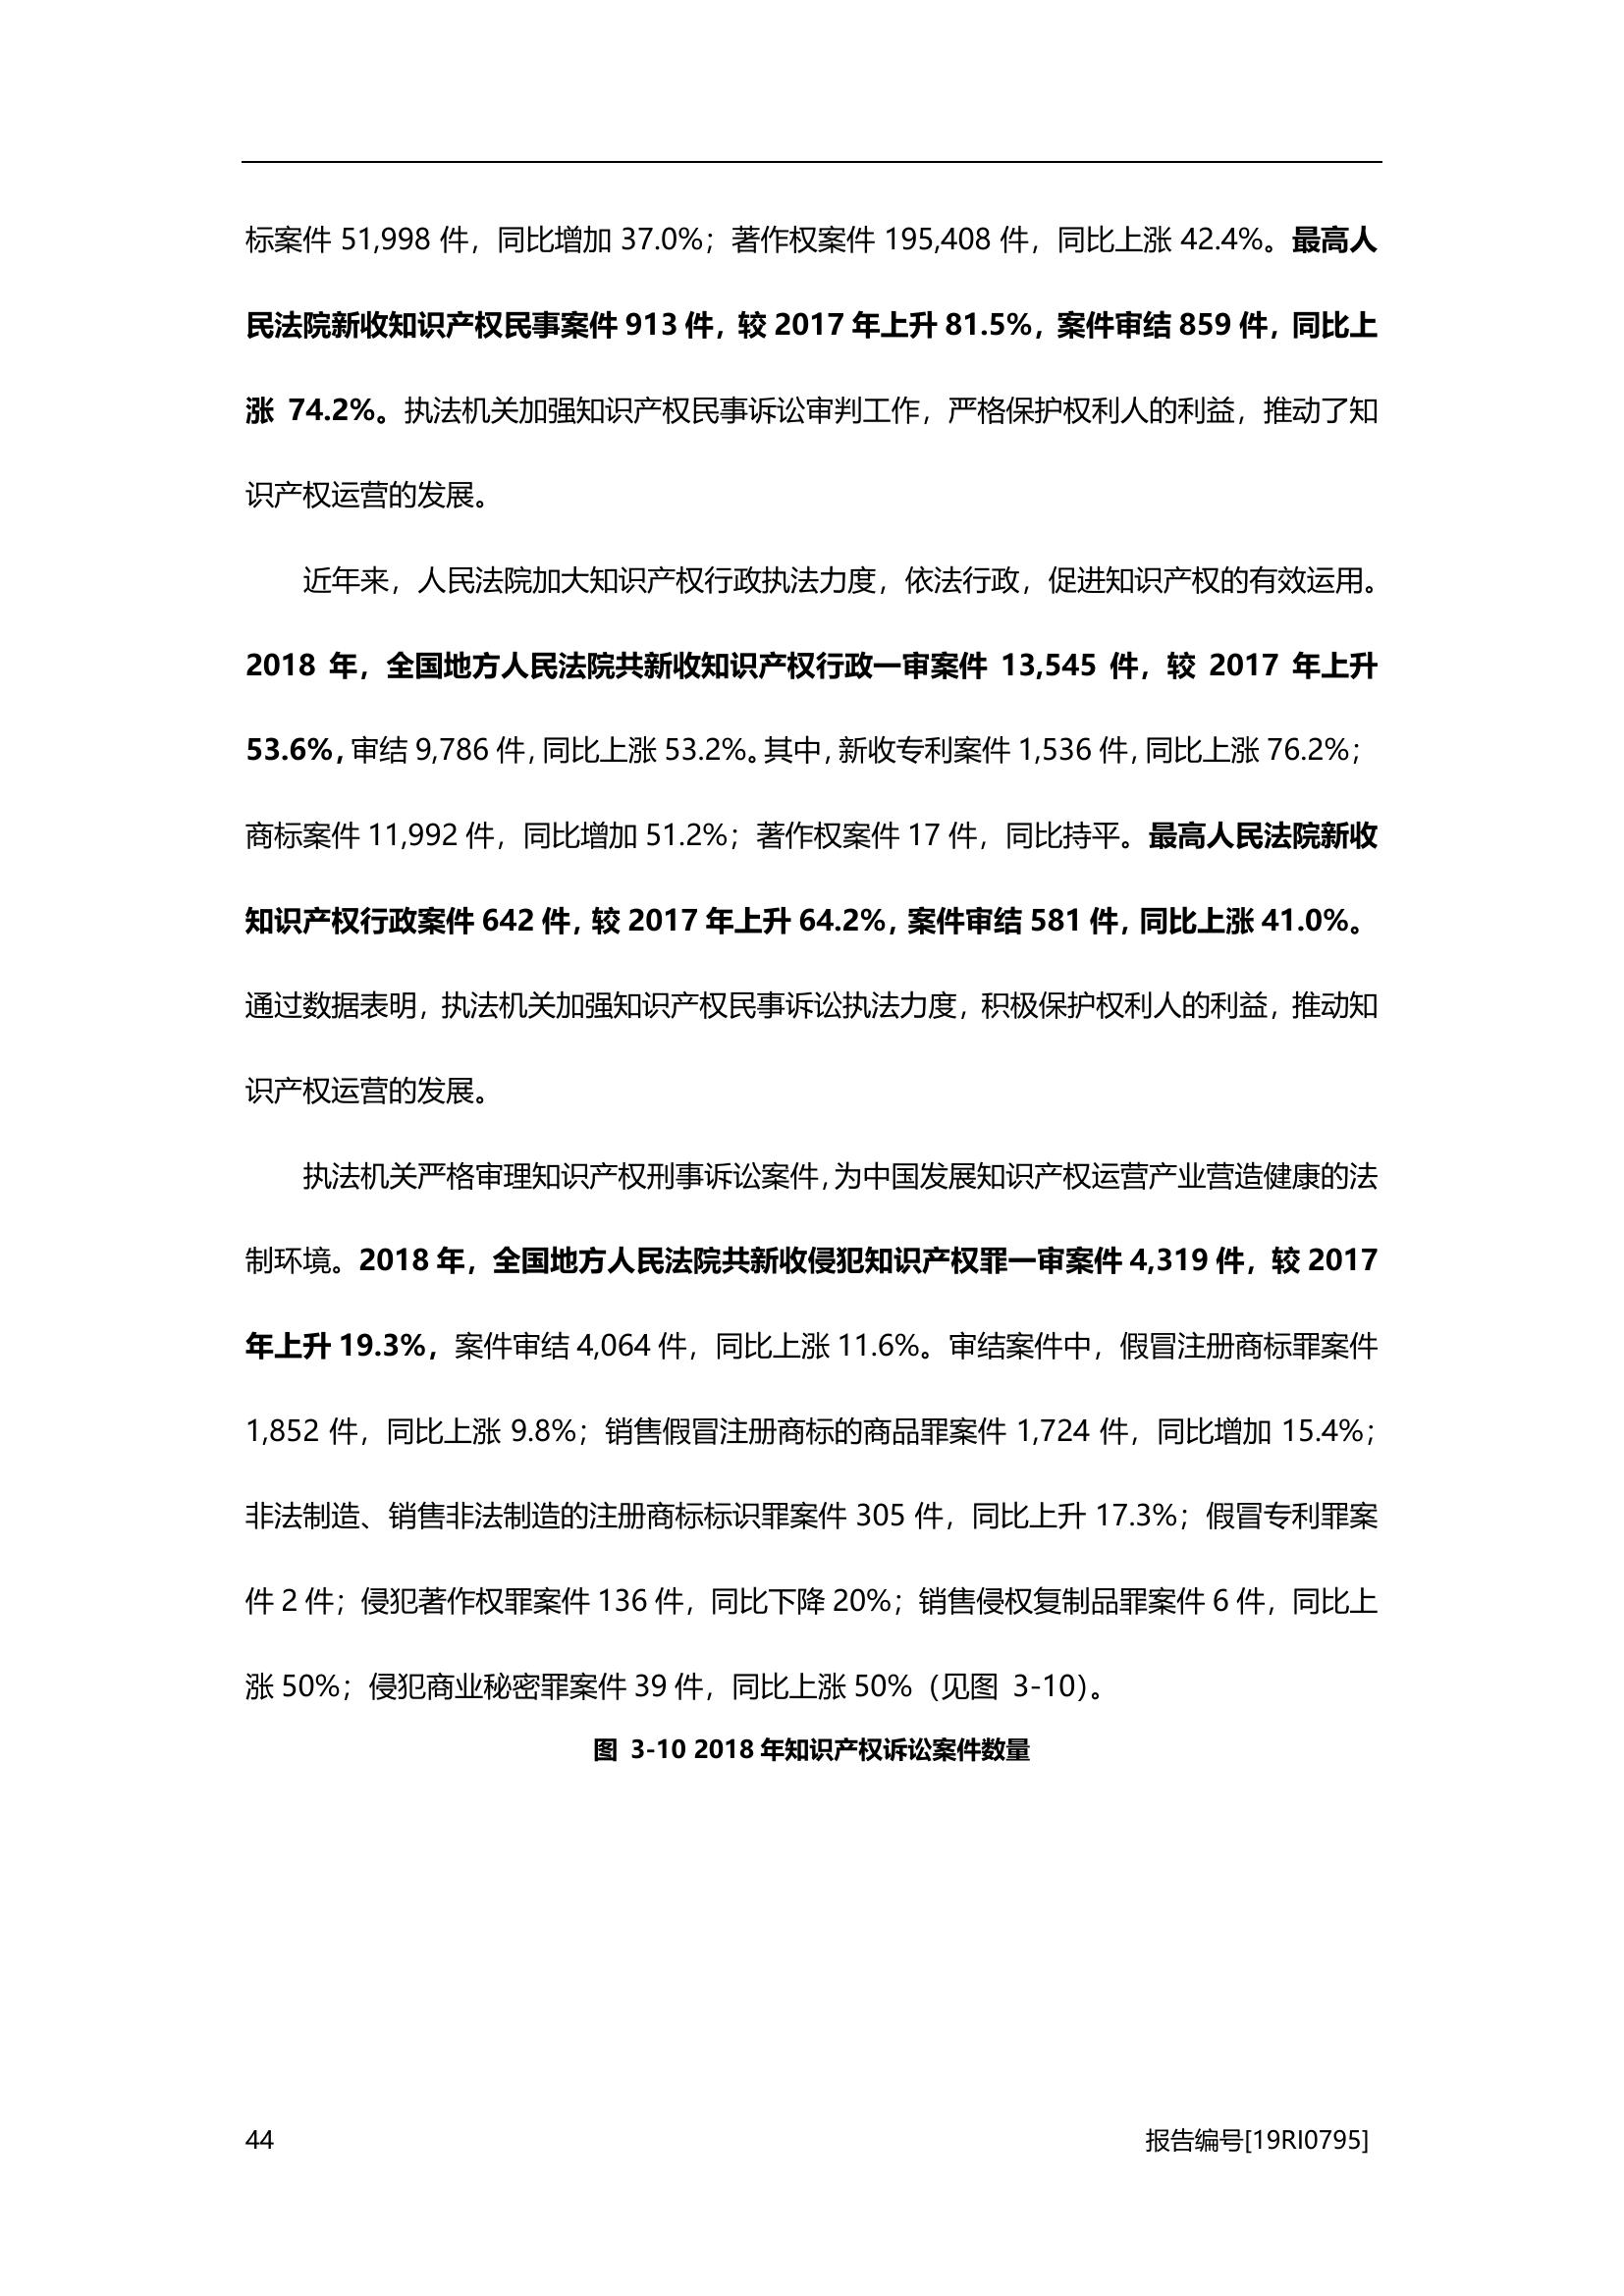 标案件 51,998 件，同比增加 37.0%；著作权案件 195,408 件，同比上涨 42.4%。最高人
民法院新收知识产权民事案件 913 件，较 2017 年上升 81.5%，案件审结 859 件，同比上
涨 74.2%。执法机关加强知识产权民事诉讼审判工作，严格保护权利人的利益，推动了知
识产权运营的发展。
近年来，人民法院加大知识产权行政执法力度，依法行政，促进知识产权的有效运用。
2018 年，全国地方人民法院共新收知识产权行政一审案件 13,545 件，较 2017 年上升
53.6%，审结 9,786 件，同比上涨 53.2%。其中，新收专利案件 1,536 件，同比上涨 76.2%；
商标案件 11,992 件，同比增加 51.2%；著作权案件 17 件，同比持平。最高人民法院新收
知识产权行政案件 642 件，较 2017 年上升 64.2%，案件审结 581 件，同比上涨 41.0%。
通过数据表明，执法机关加强知识产权民事诉讼执法力度，积极保护权利人的利益，推动知
识产权运营的发展。
执法机关严格审理知识产权刑事诉讼案件，为中国发展知识产权运营产业营造健康的法
制环境。2018 年，全国地方人民法院共新收侵犯知识产权罪一审案件 4,319 件，较 2017
年上升 19.3%，案件审结 4,064 件，同比上涨 11.6%。审结案件中，假冒注册商标罪案件
1,852 件，同比上涨 9.8%；销售假冒注册商标的商品罪案件 1,724 件，同比增加 15.4%；
非法制造、销售非法制造的注册商标标识罪案件 305 件，同比上升 17.3%；假冒专利罪案
件 2 件；侵犯著作权罪案件 136 件，同比下降 20%；销售侵权复制品罪案件 6 件，同比上
涨 50%；侵犯商业秘密罪案件 39 件，同比上涨 50%（见图 3-10）。
图 3-10 2018 年知识产权诉讼案件数量
44 报告编号[19RI0795]